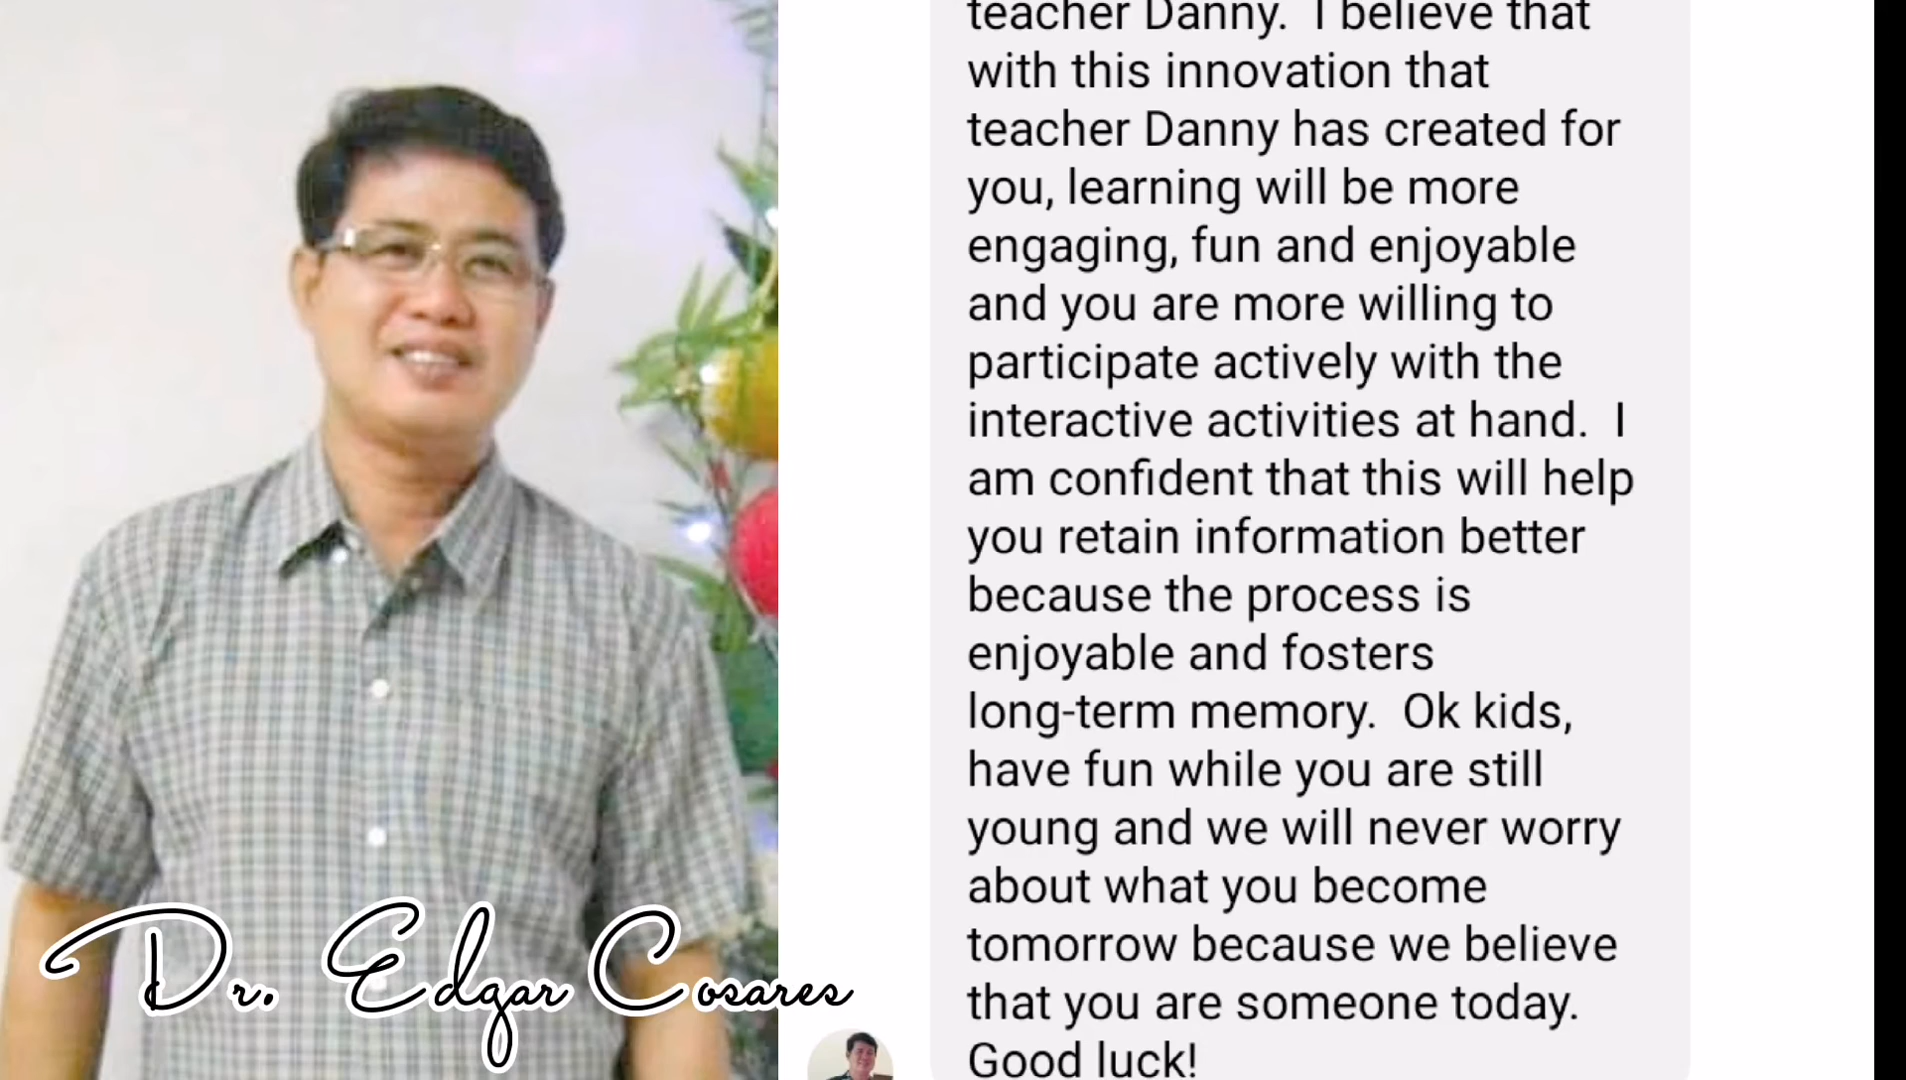 teacher Danny.  I believe that
with this innovation that
teacher Danny has created for
you, learning will be more
engaging, fun and enjoyable
and you are more willing to
participate actively with the
interactive activities at hand.  I
am confident that this will help
you retain information better
because the process is
enjoyable and fosters
long-term memory.  Ok kids,
have fun while you are still
young and we will never worry
about what you become
tomorrow because we believe
that you are someone today.
Good luck!
Dr. Edgar Cosares